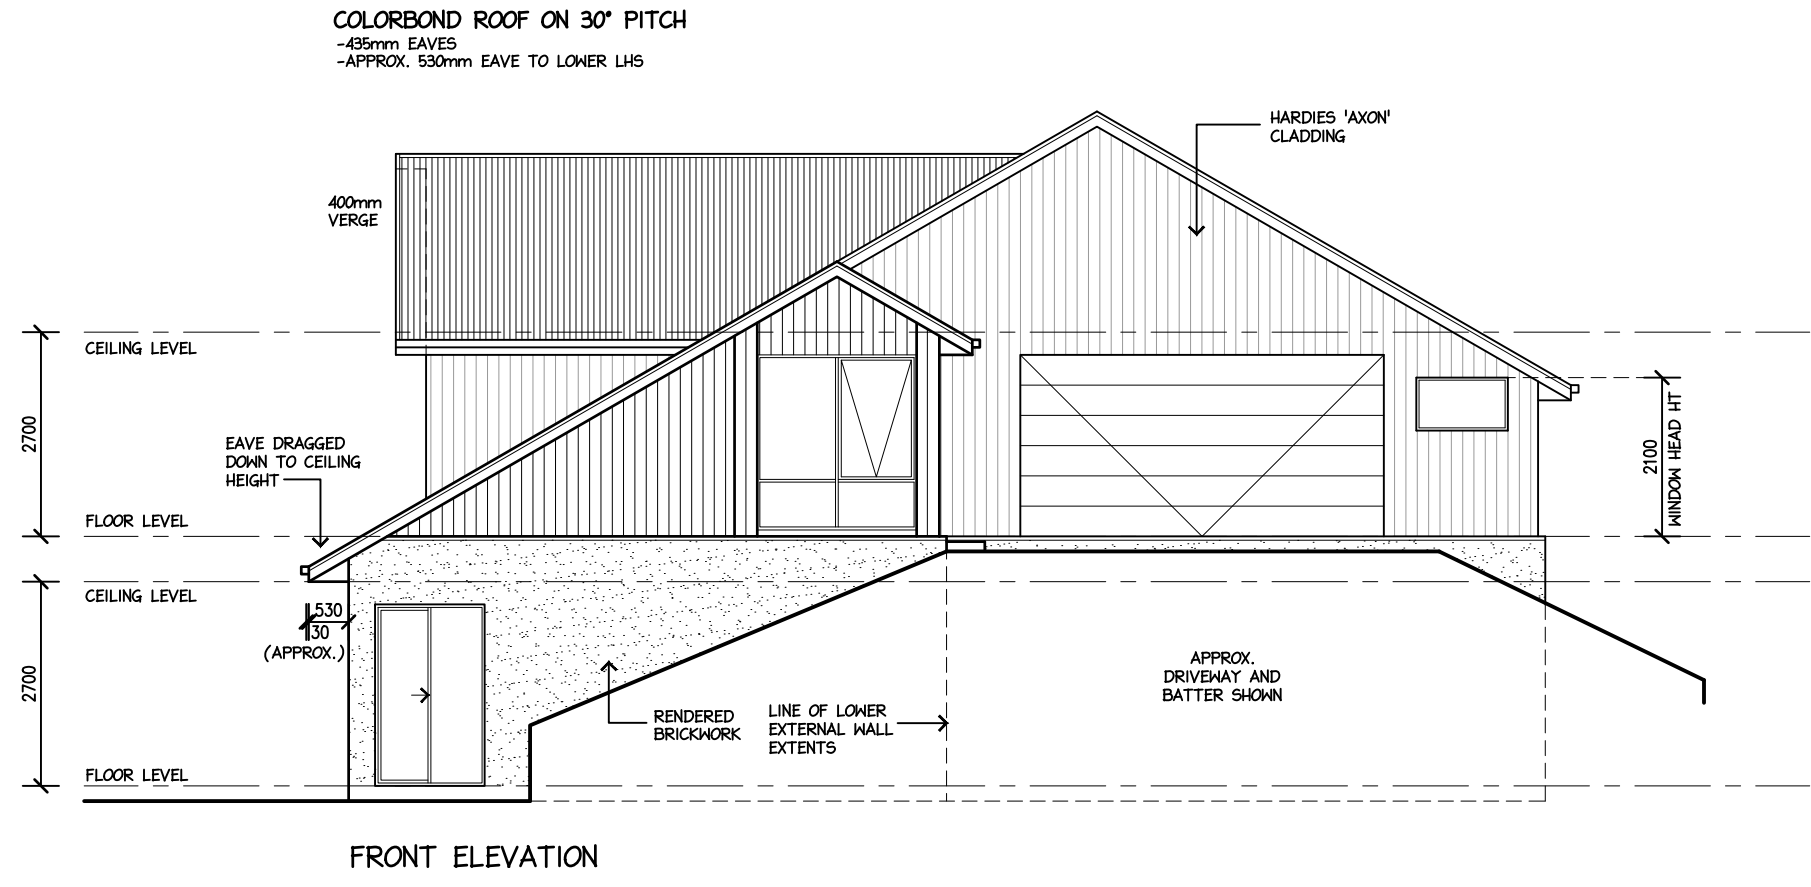 COLORBOND ROOF ON 30° PITCH
-435mm EAVES
-APPROX. 530mm EAVE TO LOWER LHS
HARDIES 'AXON'
CLADDING
400mm
VERGE
CEILING LEVEL
2700
EAVE DRAGGED
DOWN TO CEILING
HEIGHT
2100
WINDOW HEAD HT
FLOOR LEVEL
CEILING LEVEL
530
30
(APPROX.)
2700
APPROX.
DRIVEWAY AND
BATTER SHOWN
RENDERED
BRICKWORK
LINE OF LOWER
EXTERNAL WALL
EXTENTS
FLOOR LEVEL
FRONT ELEVATION